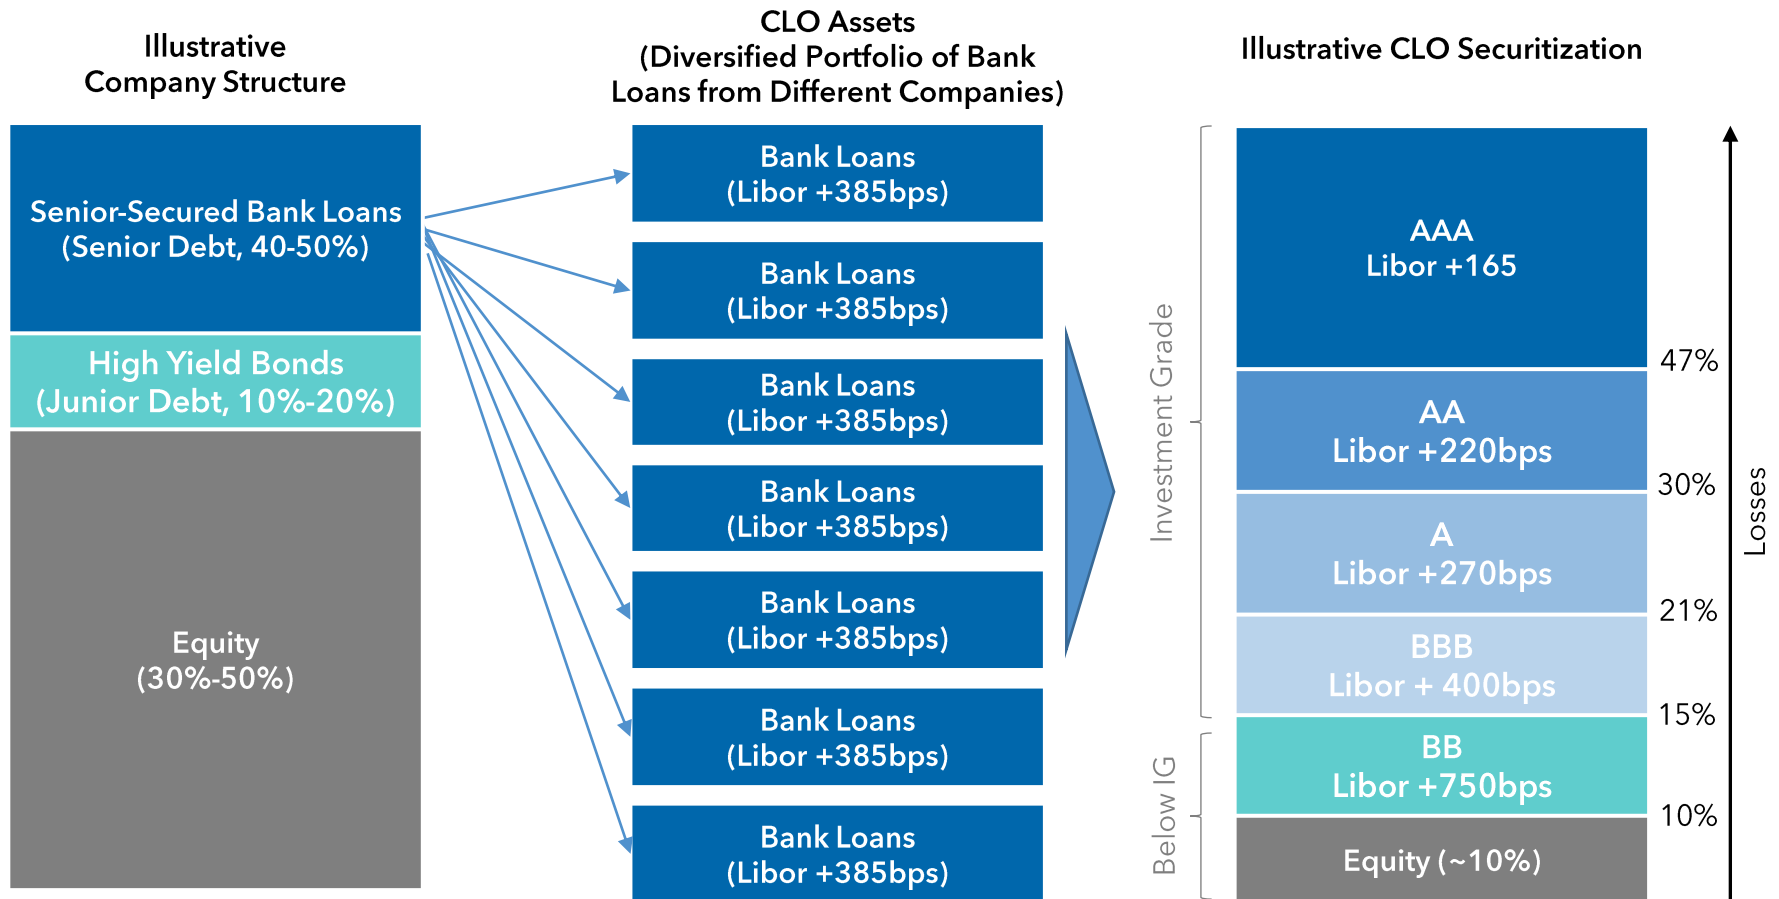 Illustrative
Company Structure
Senior-Secured Bank Loans
(Senior Debt, 40-50%)
High Yield Bonds
(Junior Debt, 10%-20%)
Equity
(30%-50%)
CLO Assets
(Diversified Portfolio of Bank
Loans from Different Companies)
Bank Loans
(Libor +385bps)
Bank Loans
(Libor +385bps)
Bank Loans
(Libor +385bps)
Bank Loans
(Libor +385bps)
Bank Loans
(Libor +385bps)
Bank Loans
(Libor +385bps)
Bank Loans
(Libor +385bps)
Illustrative CLO Securitization
Investment Grade
Below IG
AAA
Libor +165
47%
AA
Libor +220bps
30%
A
Libor +270bps
21%
BBB
Libor + 400bps
15%
BB
Libor +750bps
10%
Equity (~10%)
Losses